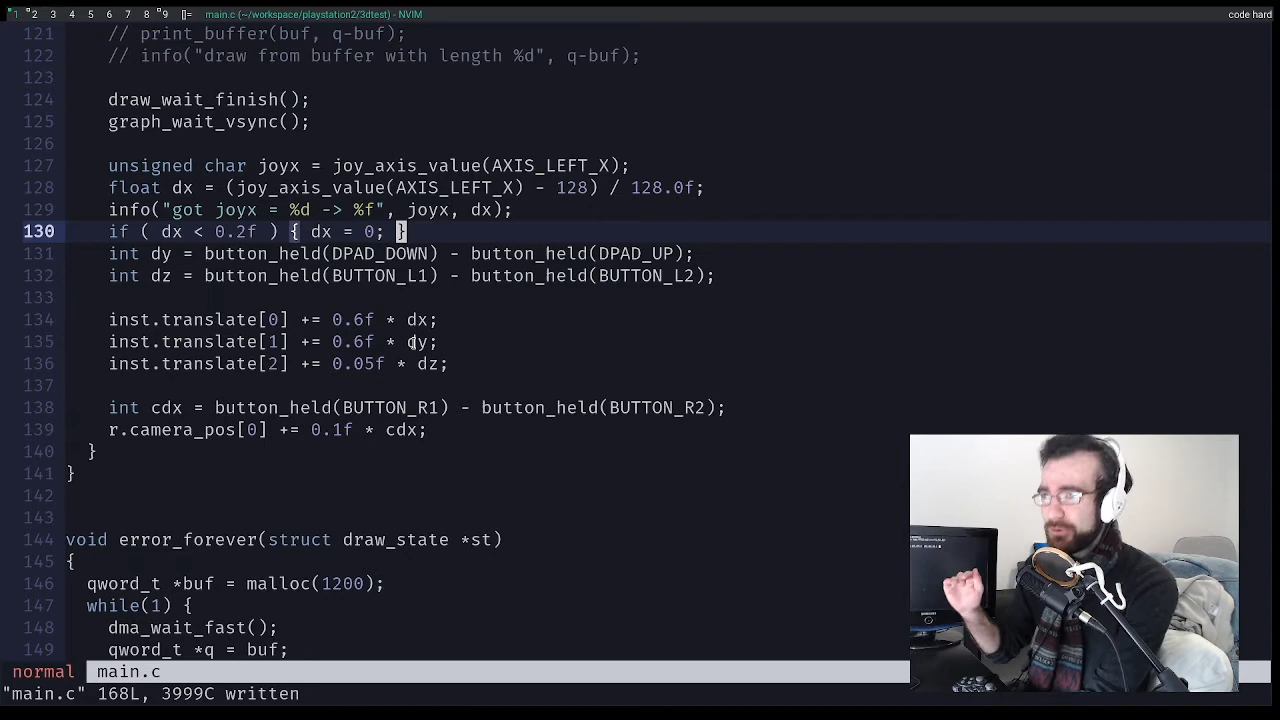 1 2 3 4 5 6 7 8 9 []= main.c (~/workspace/playstation2/3dtest) - NVIM code hard
121 // print_buffer(buf, q-buf);
122 // info("draw from buffer with length %d", q-buf);
123
124 draw_wait_finish();
125 graph_wait_vsync();
126
127 unsigned char joyx = joy_axis_value(AXIS_LEFT_X);
128 float dx = (joy_axis_value(AXIS_LEFT_X) - 128) / 128.0f;
129 info("got joyx = %d -> %f", joyx, dx);
130 if ( dx < 0.2f ) { dx = 0; }
131 int dy = button_held(DPAD_DOWN) - button_held(DPAD_UP);
132 int dz = button_held(BUTTON_L1) - button_held(BUTTON_L2);
133
134 inst.translate[0] += 0.6f * dx;
135 inst.translate[1] += 0.6f * dy;
136 inst.translate[2] += 0.05f * dz;
137
138 int cdx = button_held(BUTTON_R1) - button_held(BUTTON_R2);
139 r.camera_pos[0] += 0.1f * cdx;
140 }
141 }
142
143
144 void error_forever(struct draw_state *st)
145 {
146 qword_t *buf = malloc(1200);
147 while(1) {
148 dma_wait_fast();
149 qword_t *q = buf;
normal main.c
"main.c" 168L, 3999C written